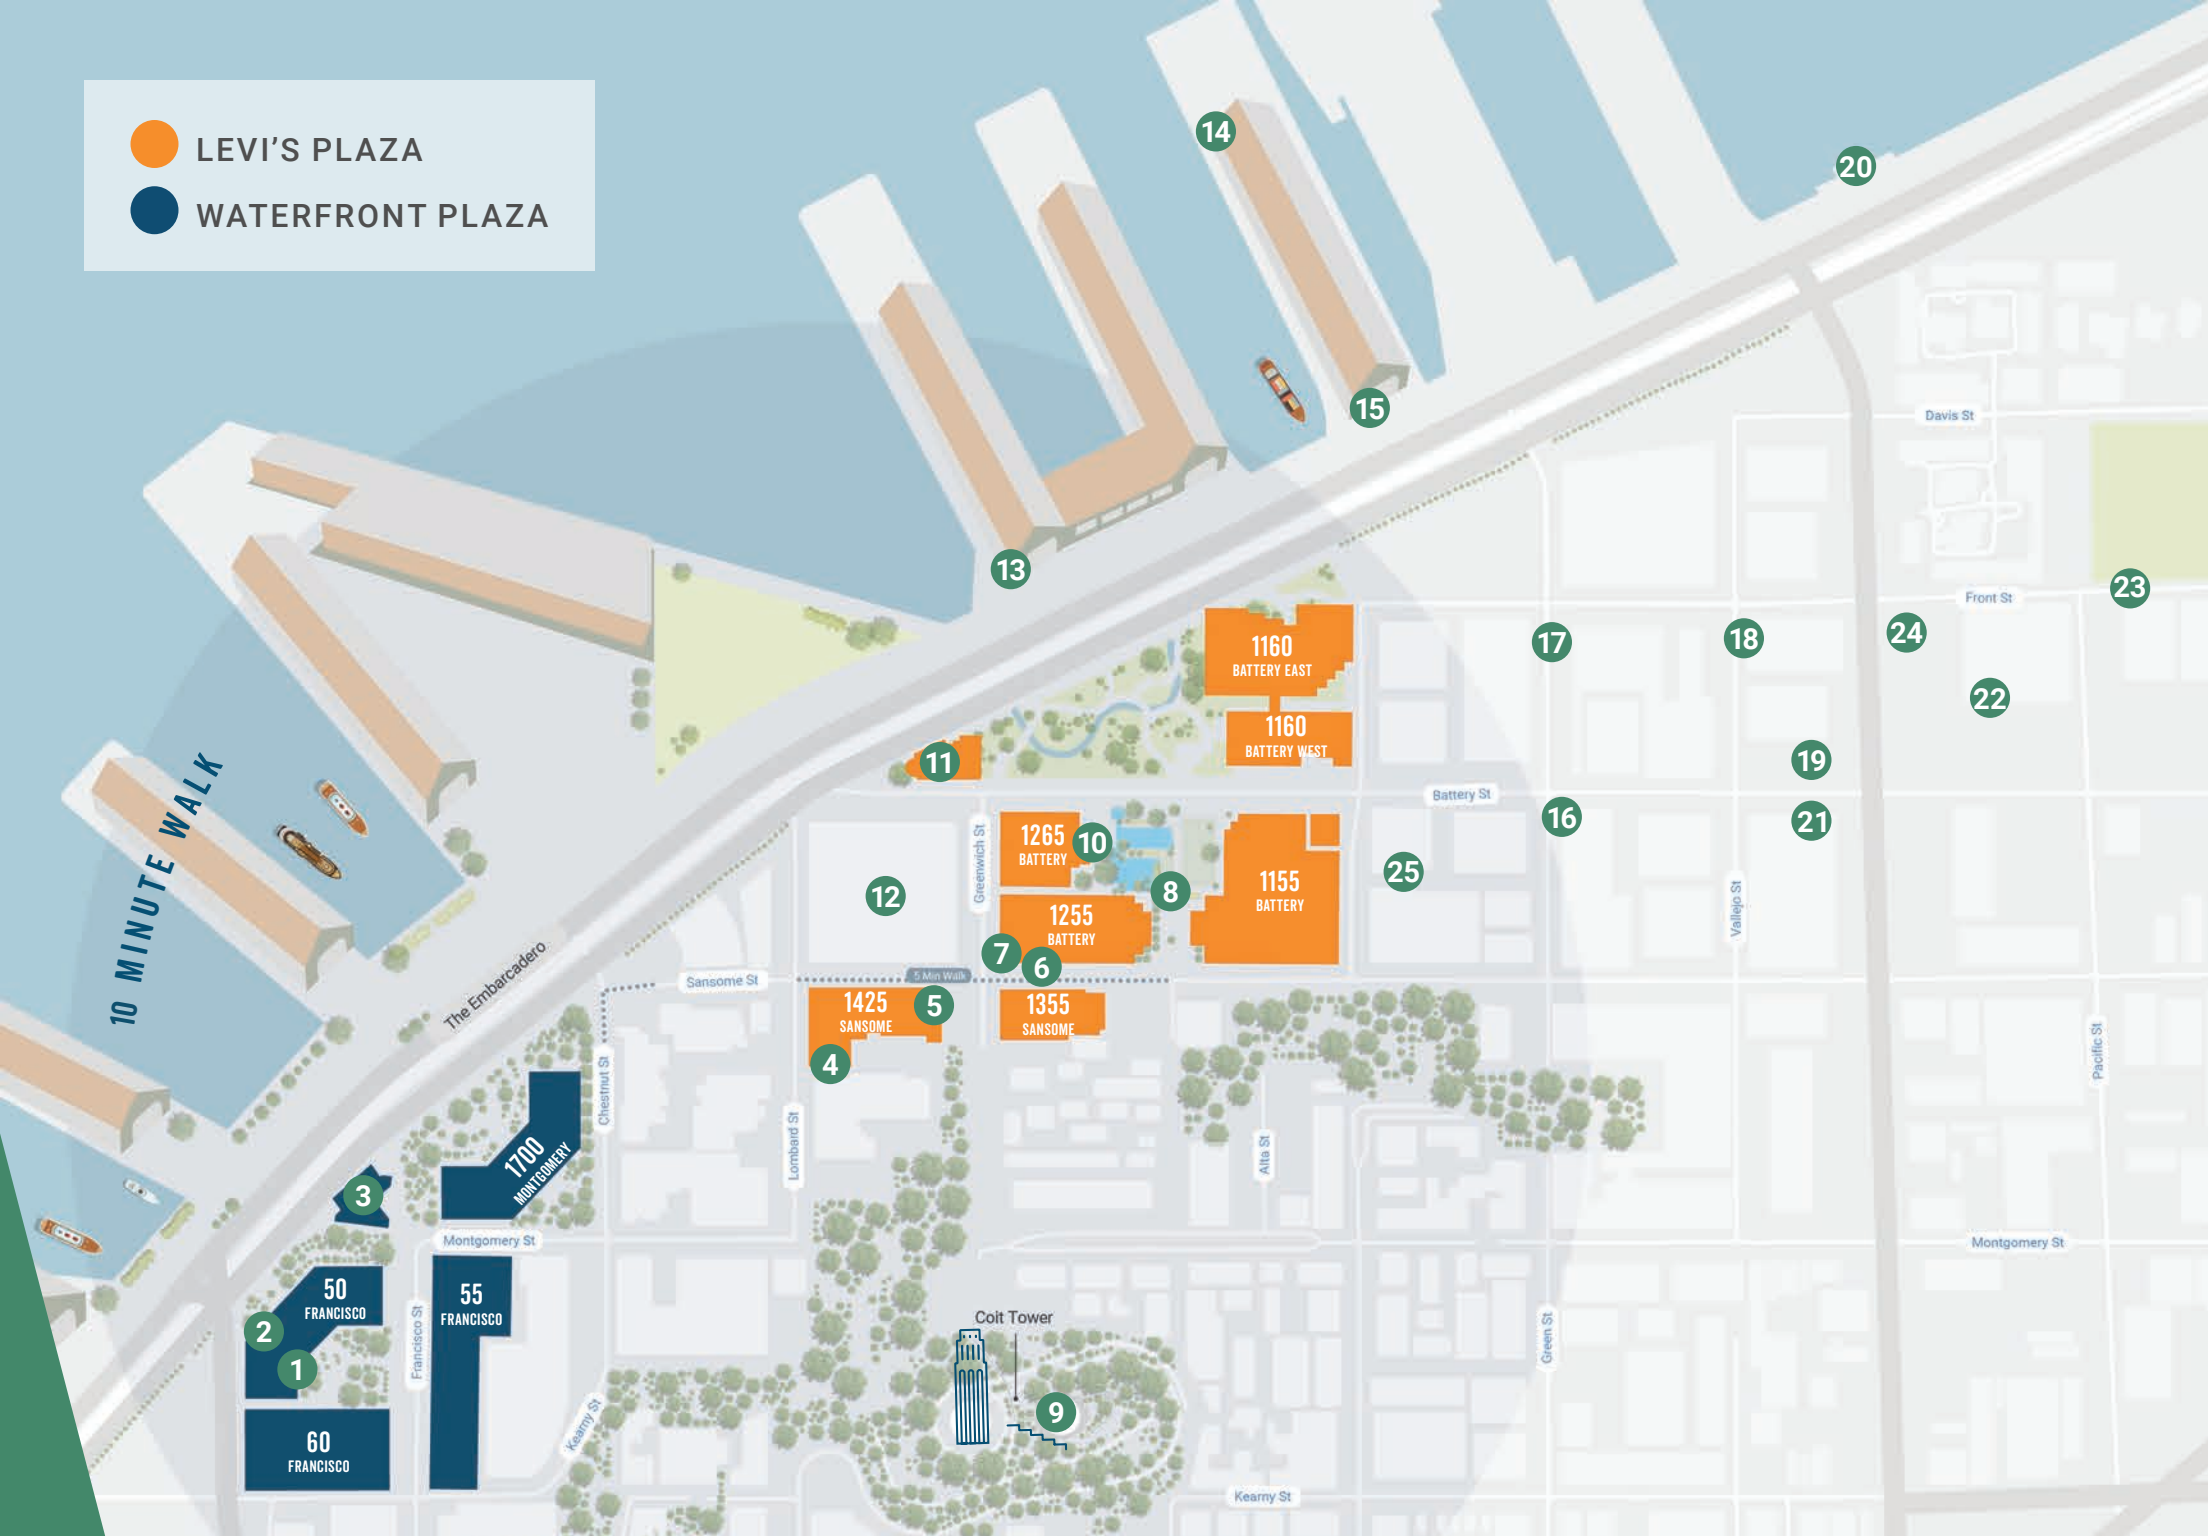 LEVI'S PLAZA
WATERFRONT PLAZA
14
20
15
Davis St
13
23
Front St
24
17
18
1160
BATTERY EAST
22
1160
BATTERY WEST
11
19
Battery St
16
21
1265
BATTERY
10
Greenwich St
25
12
8
1155
BATTERY
1255
BATTERY
Vallejo St
7
6
10 MINUTE WALK
The Embarcadero
5 Min Walk
Sansome St
1425
SANSOME
5
1355
SANSOME
4
Chestnut St
Pacific St
Lombard St
Alta St
1700
MONTGOMERY
3
Montgomery St
Montgomery St
50
FRANCISCO
55
FRANCISCO
2
1
Francisco St
Coit Tower
Green St
9
Kearny St
60
FRANCISCO
Kearny St